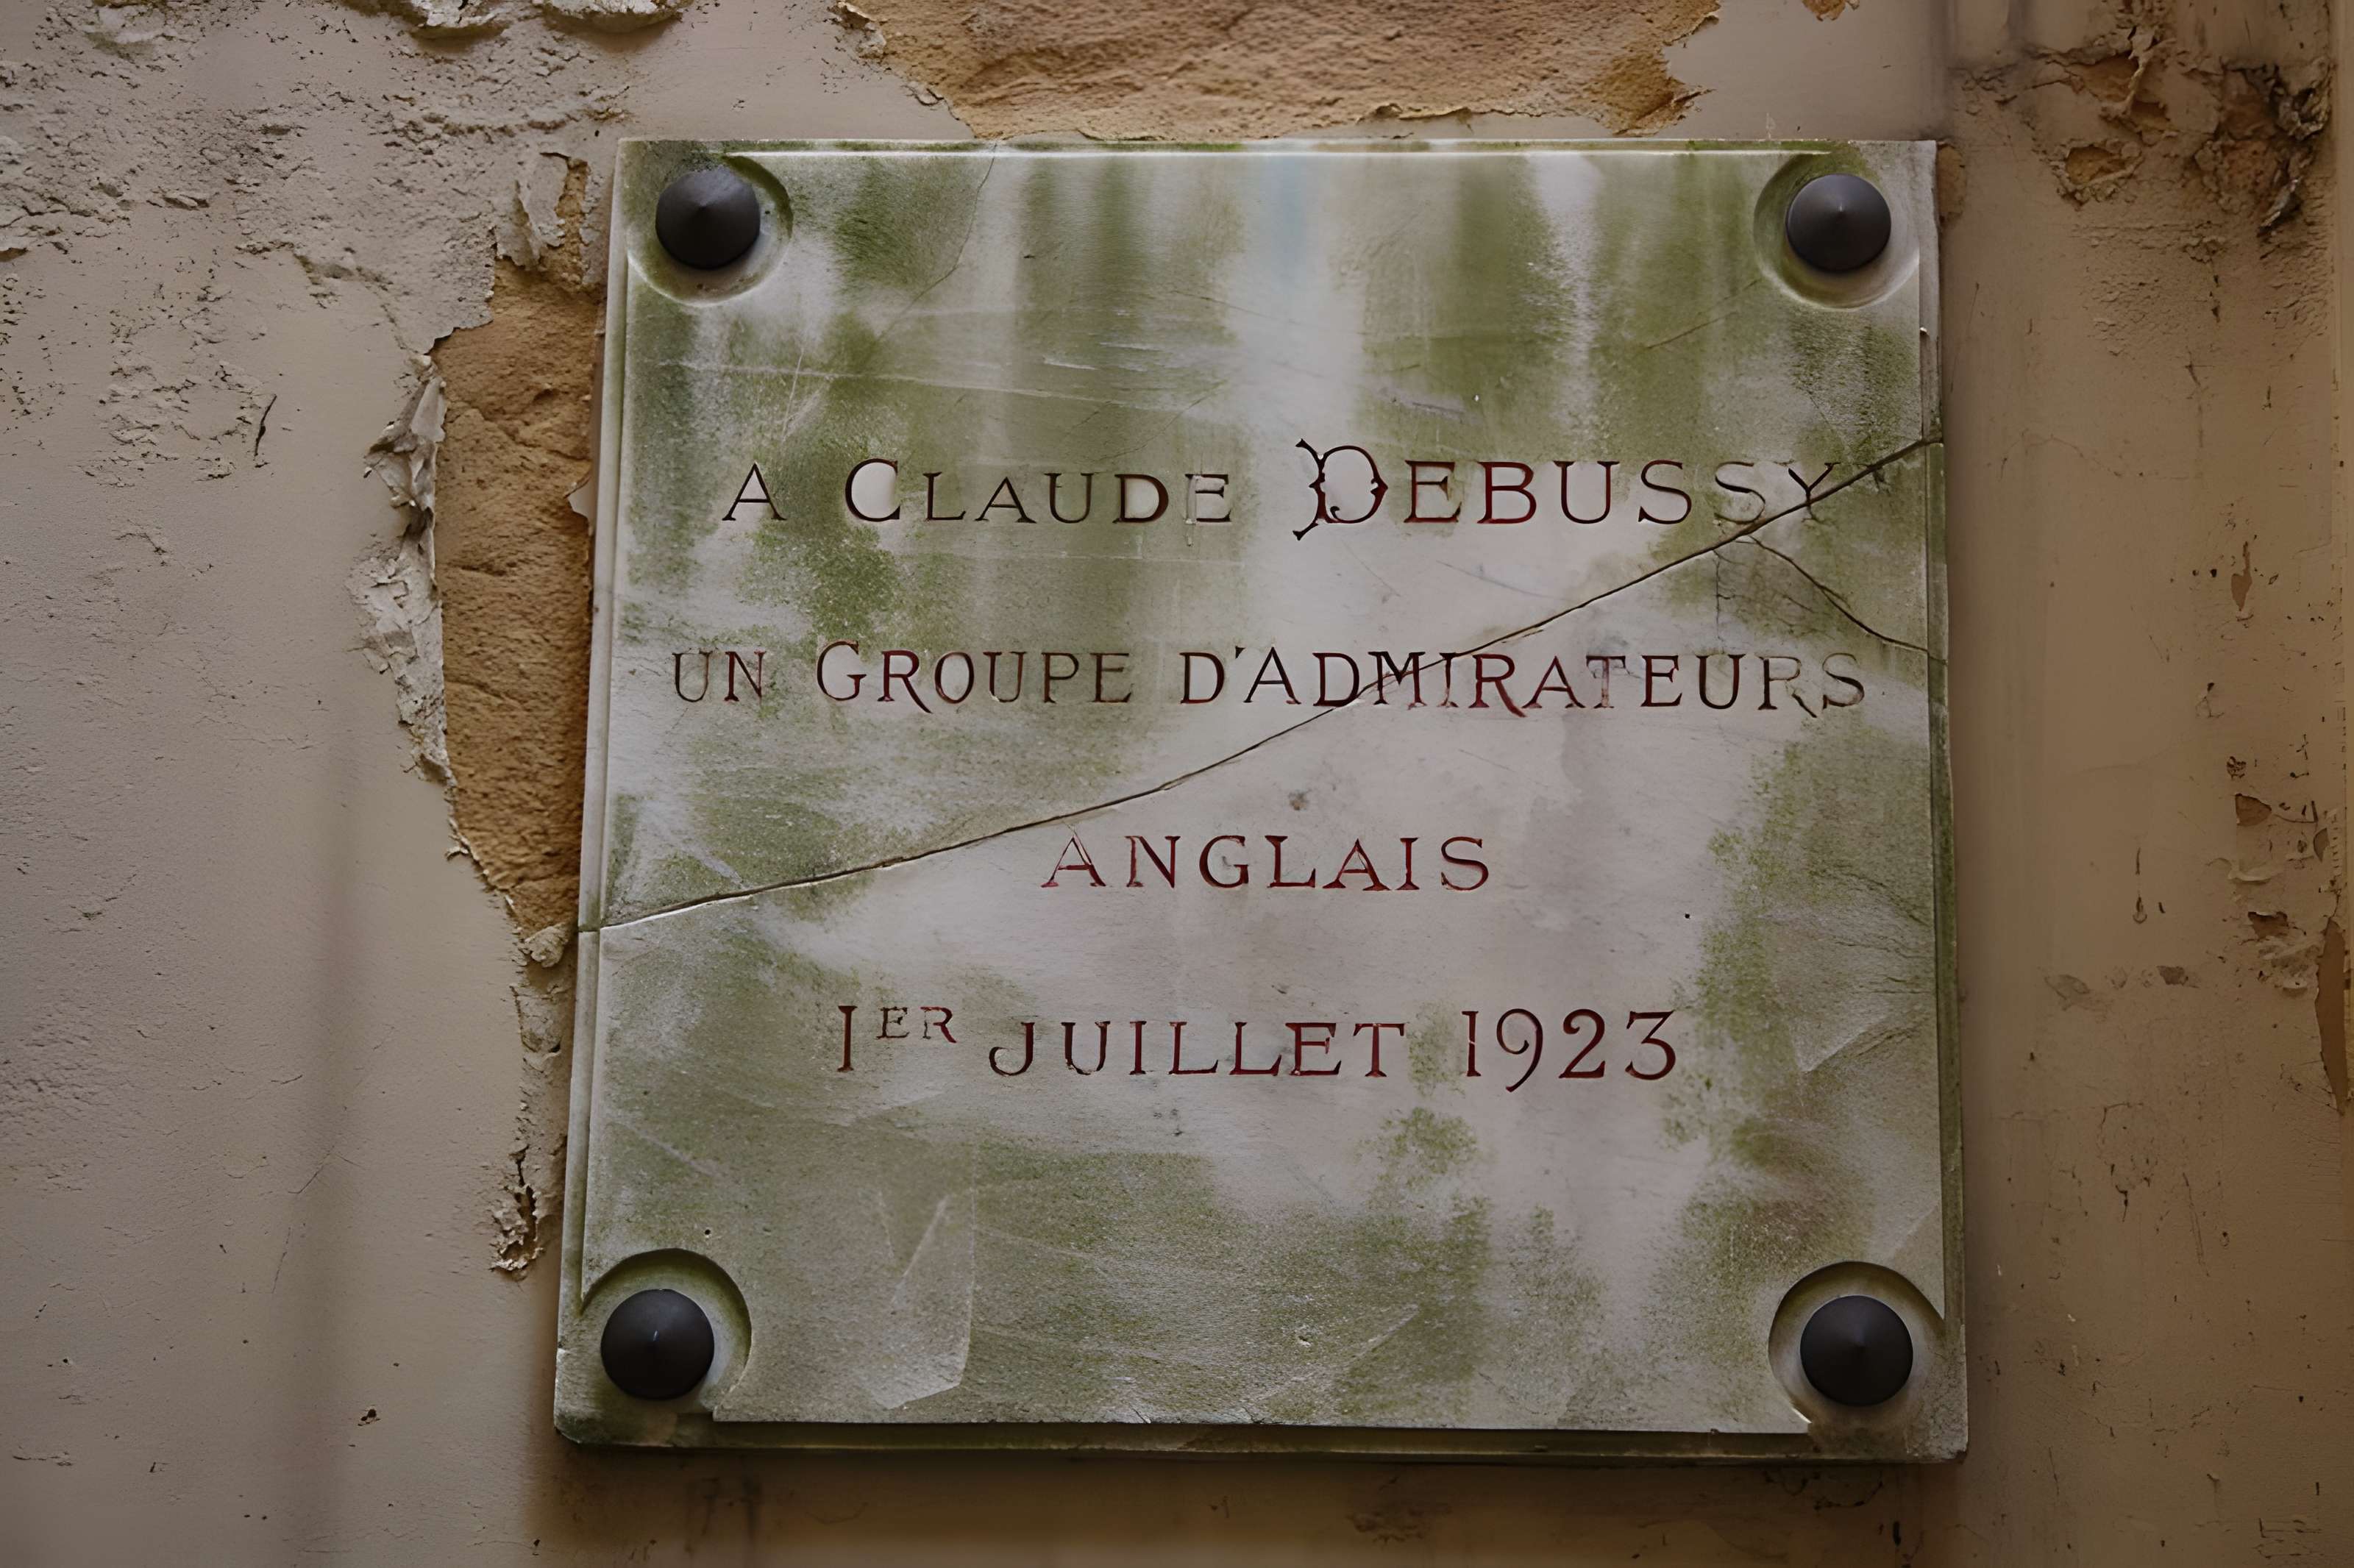 A CLAUDE DEBUSSY
UN GROUPE D'ADMIRATEURS
ANGLAIS
1ER JUILLET 1923